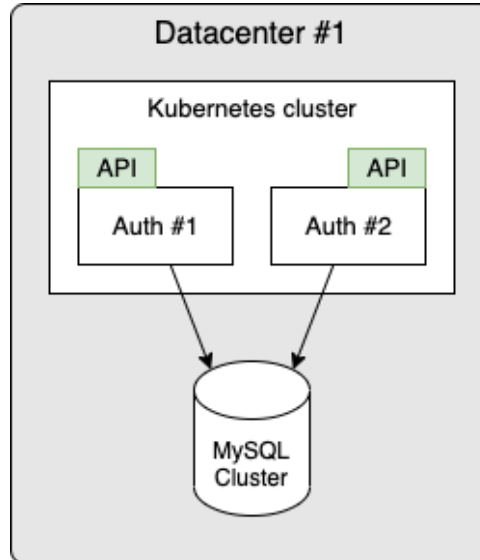 Datacenter #1
Kubernetes cluster
API
API
Auth #1
Auth #2
MySQL
Cluster